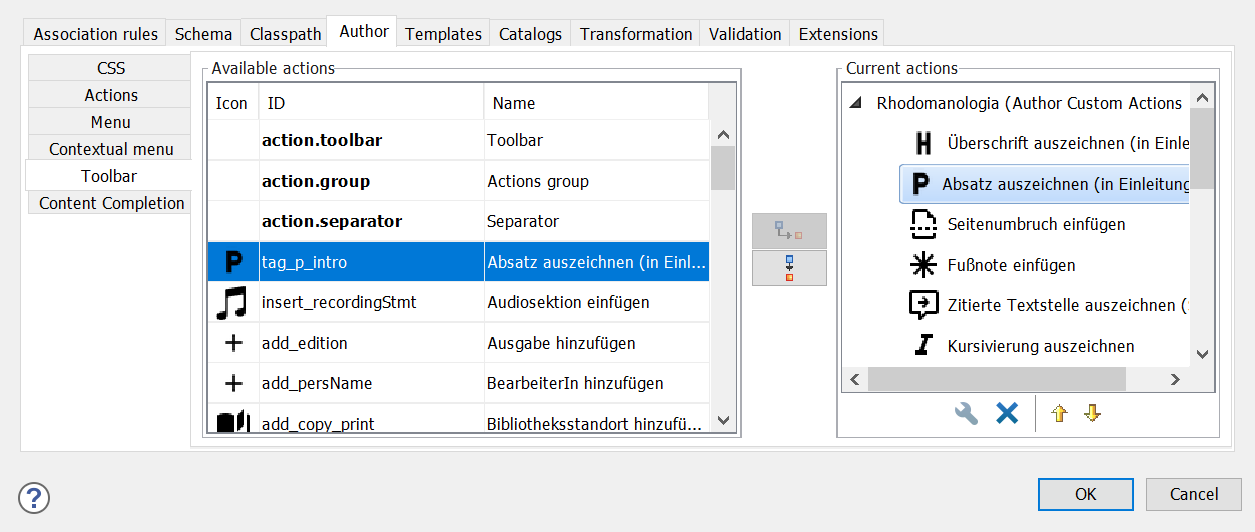 Association rules
Schema
Classpath
Author
Templates
Catalogs
Transformation
Validation
Extensions
CSS
Actions
Menu
Contextual menu
Toolbar
Content Completion
Available actions
Icon ID Name
action.toolbar Toolbar
action.group Actions group
action.separator Separator
P tag_p_intro Absatz auszeichnen (in Einl...
insert_recordingStmt Audiosektion einfügen
add_edition Ausgabe hinzufügen
add_persName BearbeiterIn hinzufügen
add_copy_print Bibliotheksstandort hinzufü...
Current actions
Rhodomanologia (Author Custom Actions
H Überschrift auszeichnen (in Einle
P Absatz auszeichnen (in Einleitung
Seitenumbruch einfügen
Fußnote einfügen
Zitierte Textstelle auszeichnen (
I Kursivierung auszeichnen
?
OK
Cancel